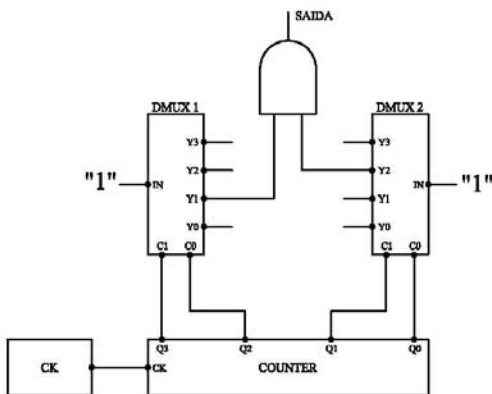 SAIDA
DMUX 1
DMUX 2
Y3
Y3
Y2
Y2
"1"
IN
IN
"1"
Y1
Y1
Y0
Y0
C1 C0
C1 C0
Q3 Q2 Q1 Q0
CK
CK
COUNTER